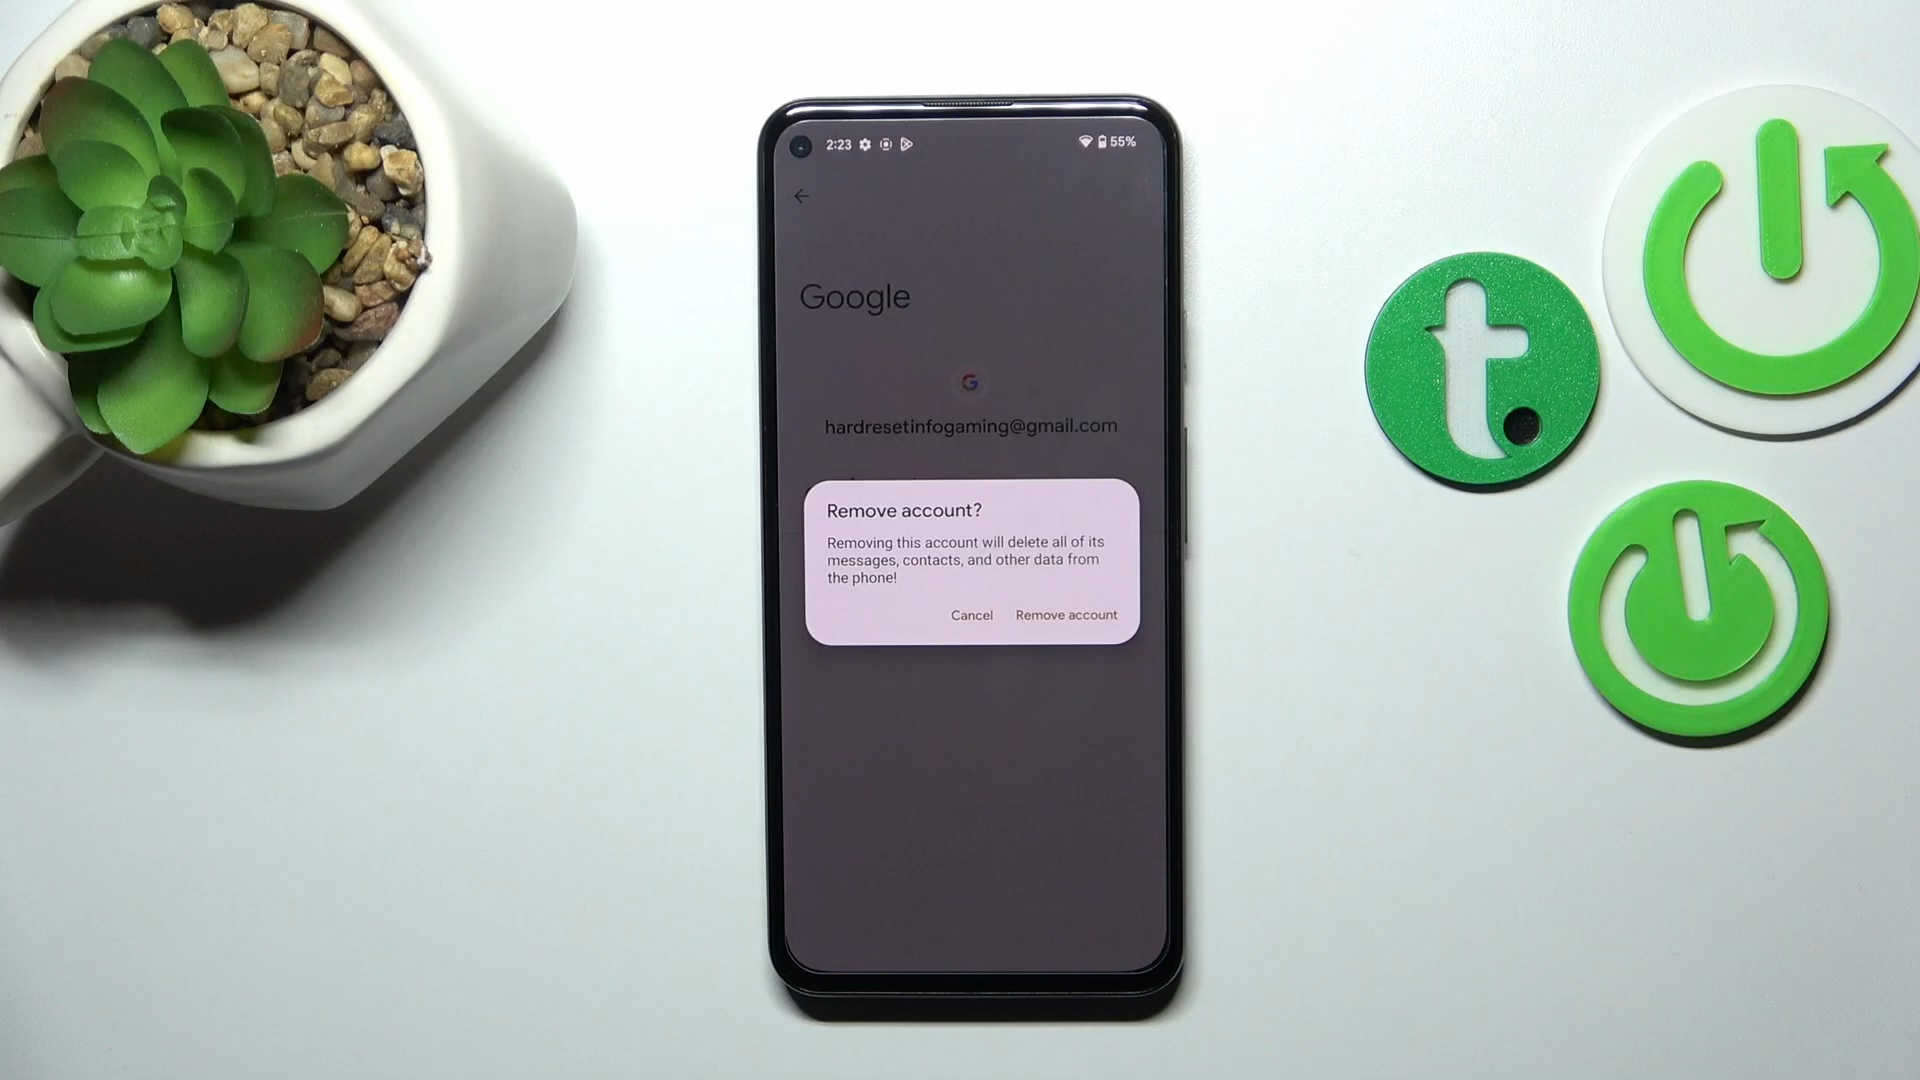 2:23 55%
Google
G
hardresetinfogaming@gmail.com
Remove account?
Removing this account will delete all of its
messages, contacts, and other data from
the phone!
Cancel Remove account
t.